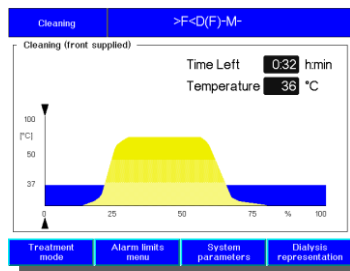 Cleaning
>F<D(F)-M-
Cleaning (front supplied)
Time Left 0:32 h:min
Temperature 36 °C
100
[°C]
50
37
0 25 50 75 % 100
Treatment mode
Alarm limits menu
System parameters
Dialysis representation